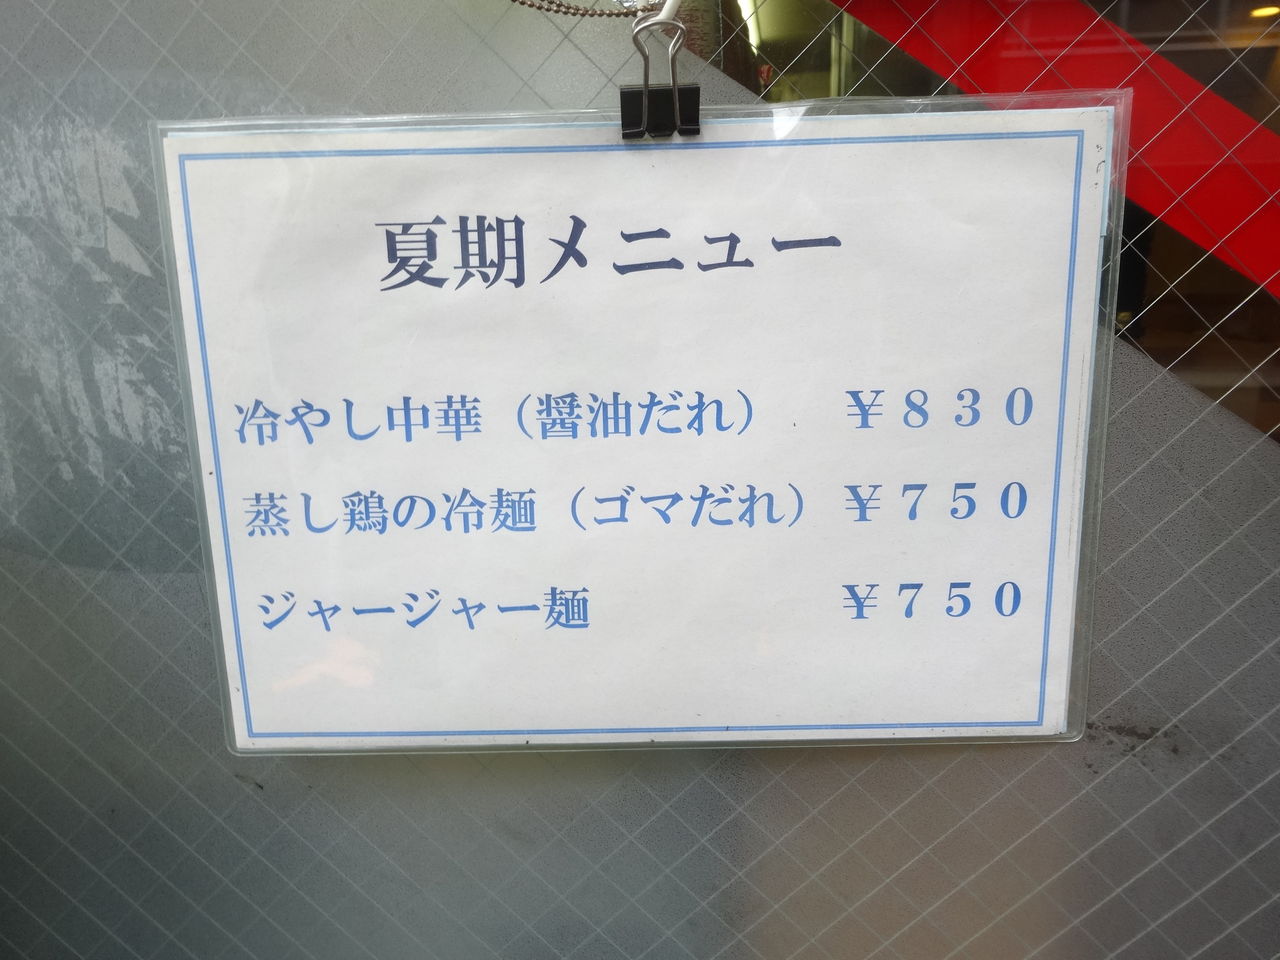 夏期メニュー
冷やし中華（醤油だれ） ￥８３０
蒸し鶏の冷麺（ゴマだれ） ￥７５０
ジャージャー麺 ￥７５０